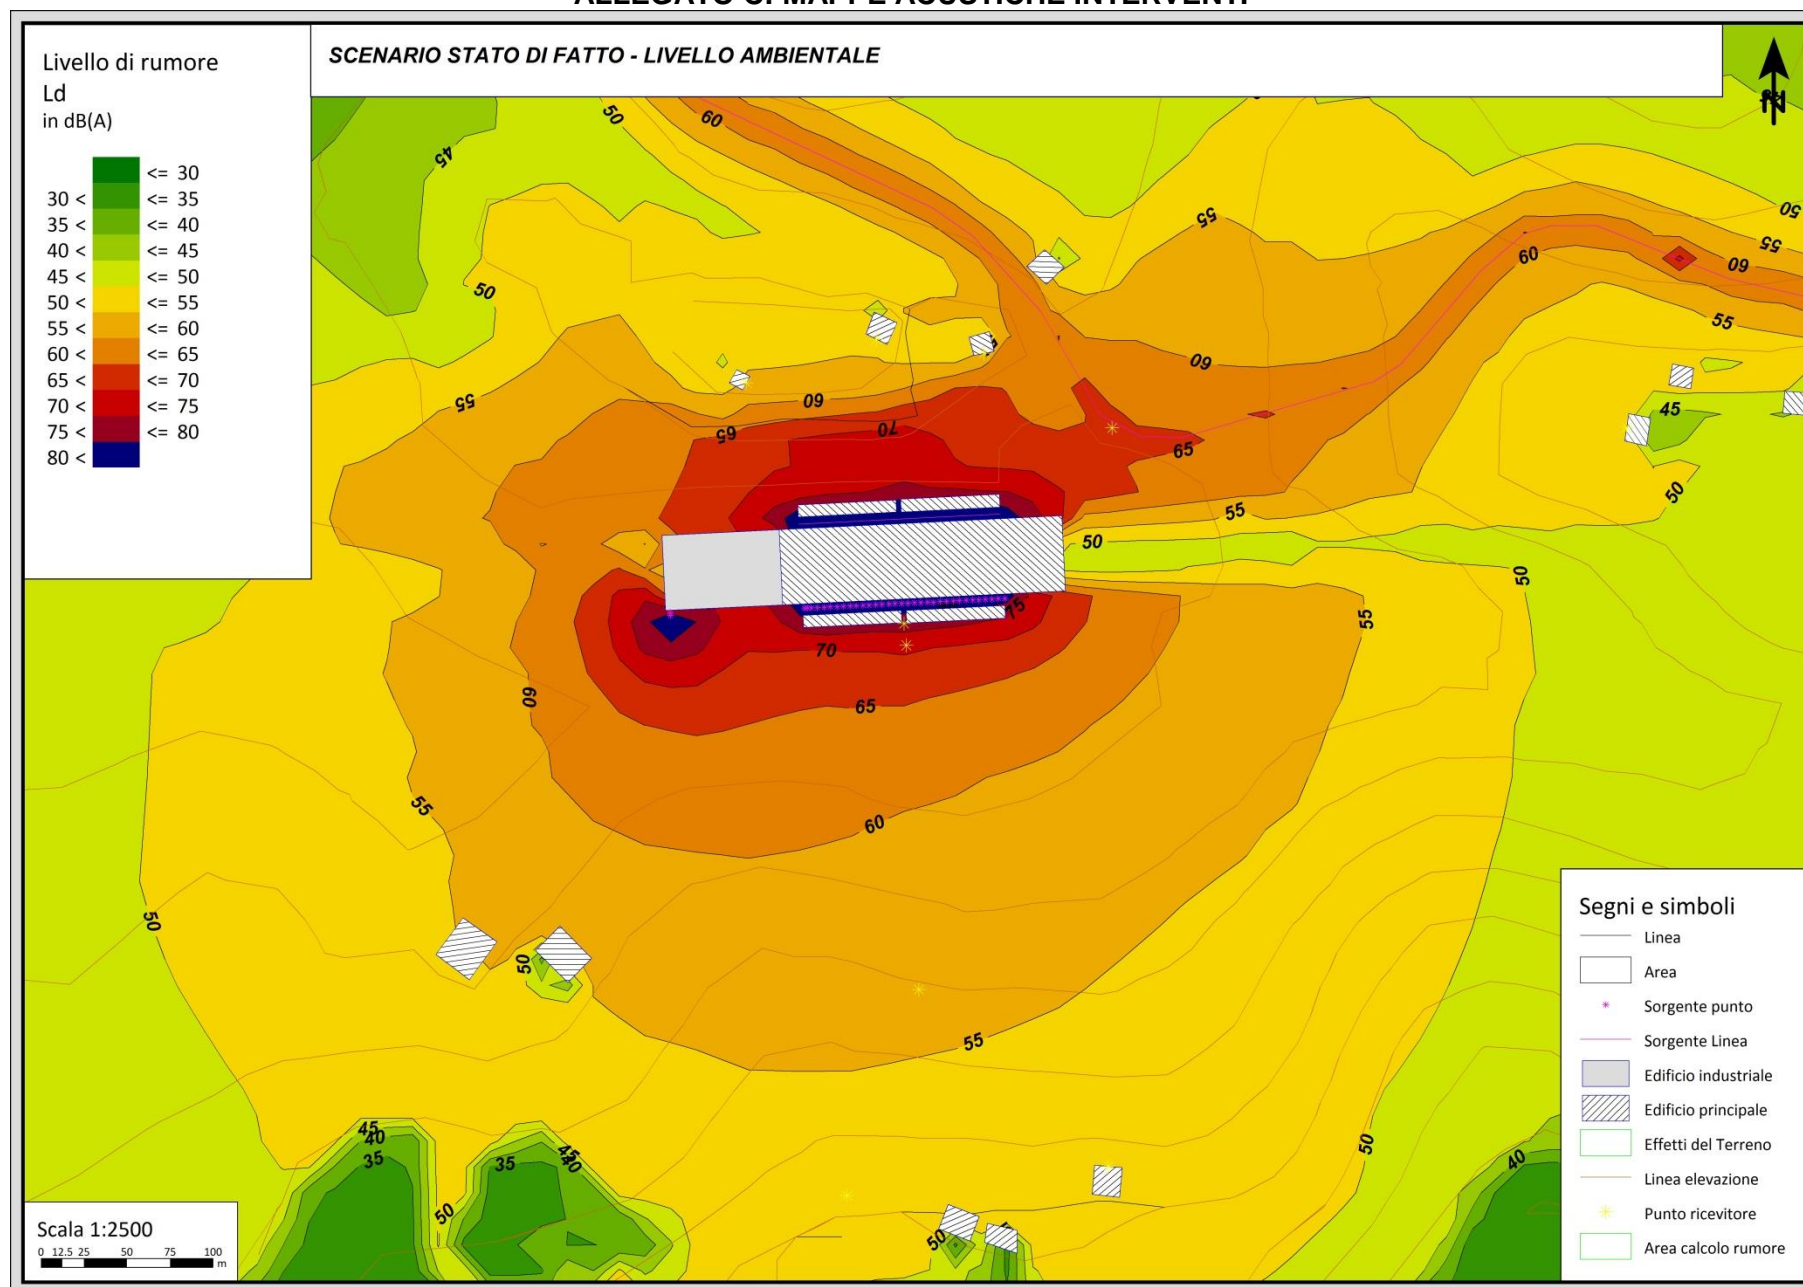 ALLEGATO C: MAPPE ACUSTICHE INTERVENTI
SCENARIO STATO DI FATTO - LIVELLO AMBIENTALE
Livello di rumore
Ld
in dB(A)
<= 30
30 < <= 35
35 < <= 40
40 < <= 45
45 < <= 50
50 < <= 55
55 < <= 60
60 < <= 65
65 < <= 70
70 < <= 75
75 < <= 80
80 <
N
50
60
45
55
50
55
60
60
50
55
60
55
55
60
65
70
65
45
50
55
50
50
75
55
70
60
65
55
60
50
50
55
45
40
35
35
45
40
50
50
40
50
Segni e simboli
Linea
Area
Sorgente punto
Sorgente Linea
Edificio industriale
Edificio principale
Effetti del Terreno
Linea elevazione
Punto ricevitore
Area calcolo rumore
Scala 1:2500
0 12.5 25 50 75 100
m